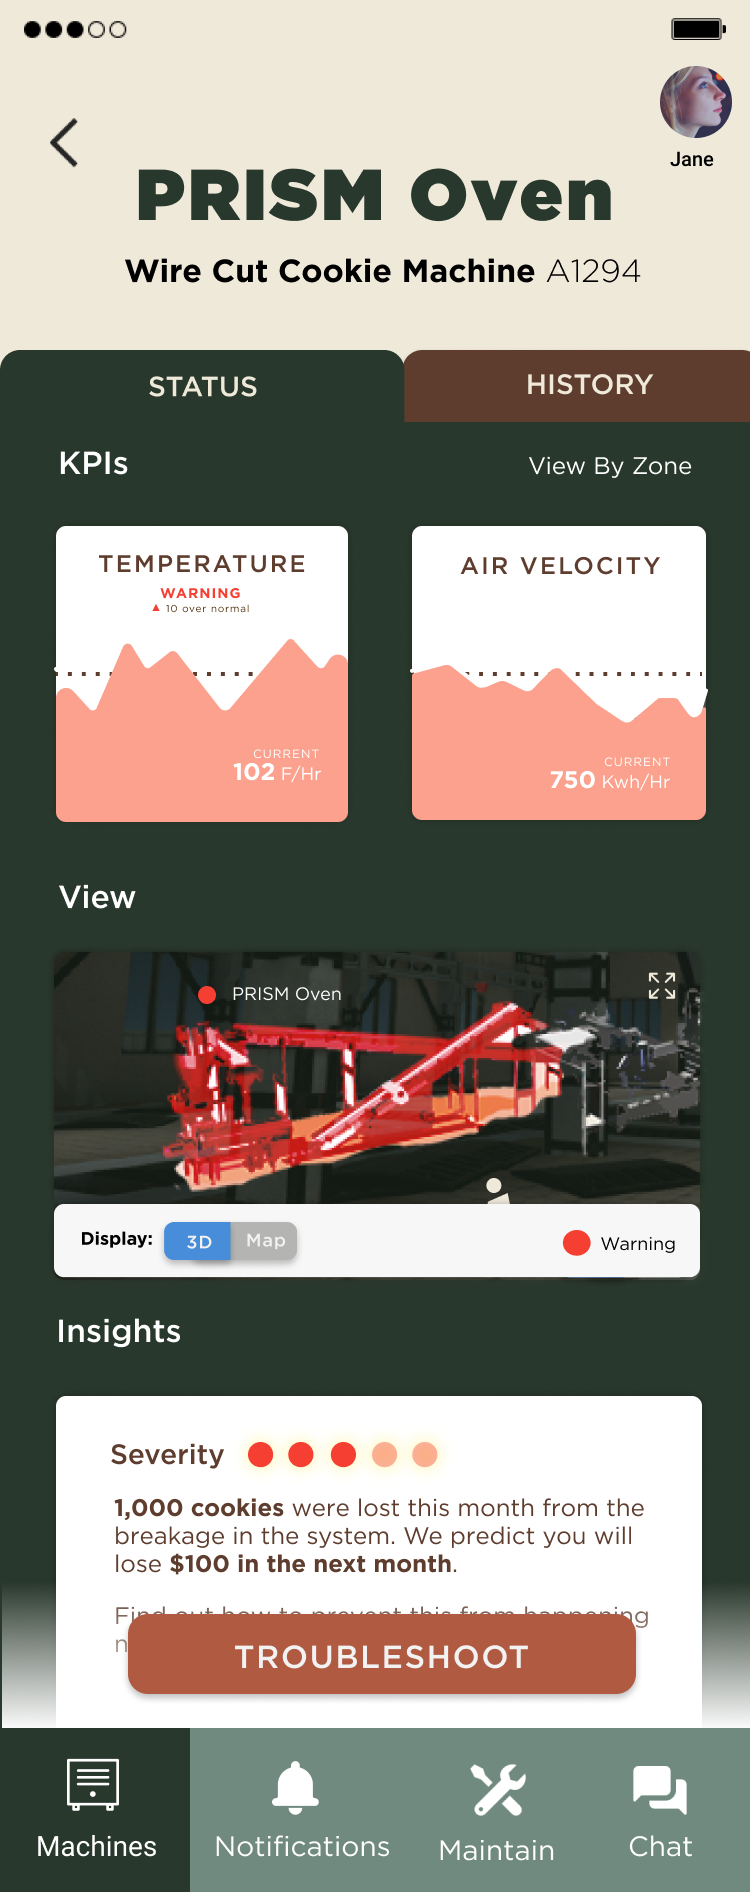 Jane
PRISM Oven
Wire Cut Cookie Machine A1294
STATUS
HISTORY
KPIs
View By Zone
TEMPERATURE
WARNING
10 over normal
CURRENT
102 F/Hr
AIR VELOCITY
CURRENT
750 Kwh/Hr
View
PRISM Oven
Display:
3D
Map
Warning
Insights
Severity
1,000 cookies were lost this month from the
breakage in the system. We predict you will
lose $100 in the next month.
Find out how to prevent this from happening
TROUBLESHOOT
Machines
Notifications
Maintain
Chat